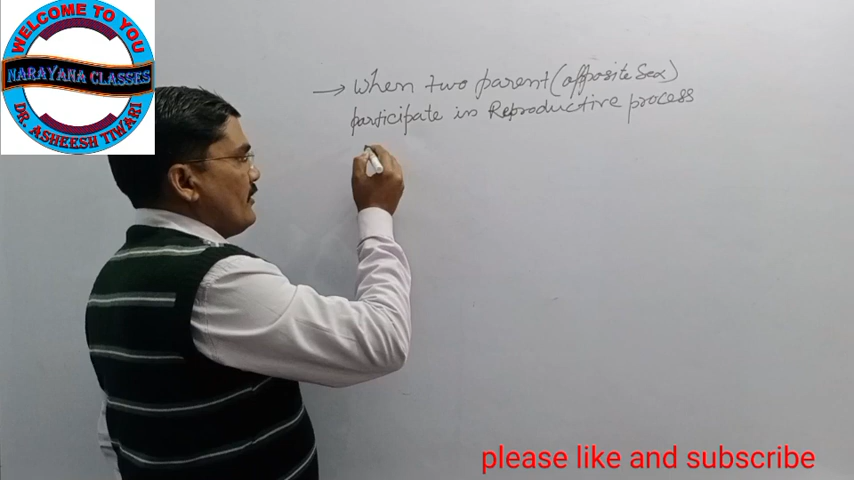 WELCOME TO YOU
NARAYANA CLASSES
DR. ASHEESH TIWARI
→ When two parent (opposite Sex)
participate in Reproductive process
please like and subscribe